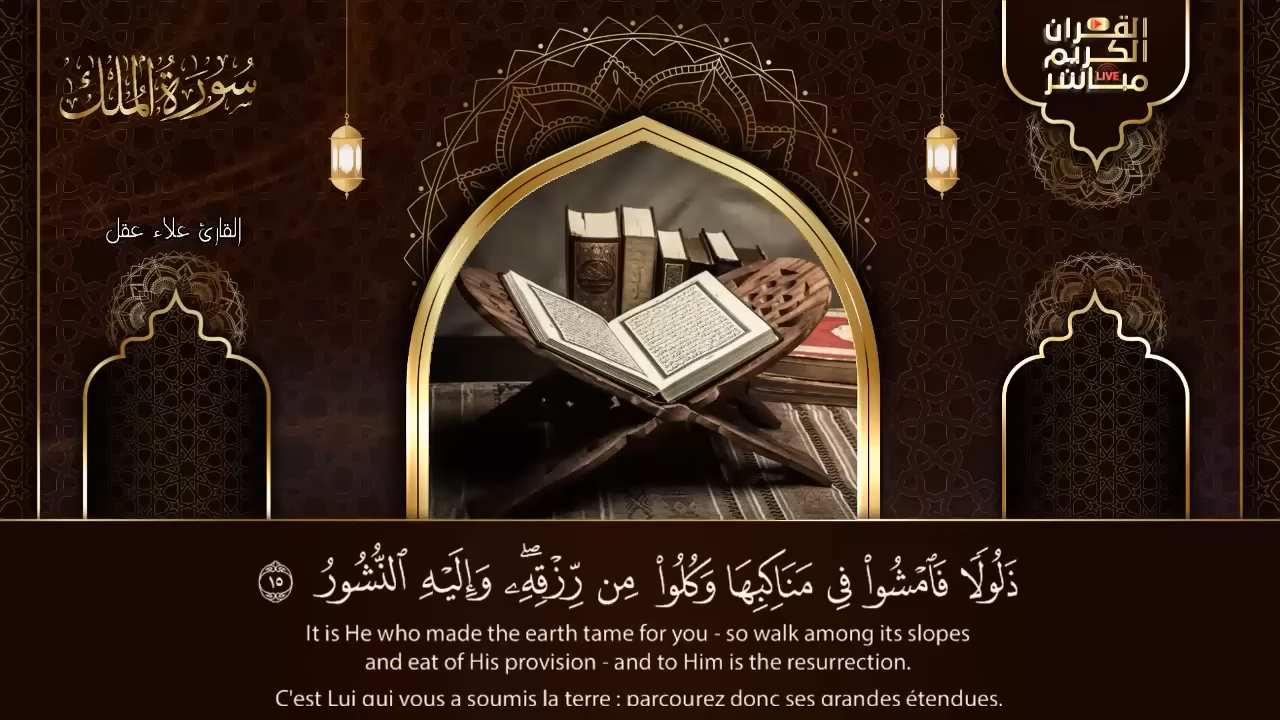 سُورَةُ المُلك
القرآن
الكريم
مباشر
LIVE
القارئ علاء عقل
ذَلُولًا فَٱمْشُوا۟ فِى مَنَاكِبِهَا وَكُلُوا۟ مِن رِّزْقِهِۦ ۖ وَإِلَيْهِ ٱلنُّشُورُ ١٥
It is He who made the earth tame for you - so walk among its slopes
and eat of His provision - and to Him is the resurrection.
C'est Lui qui vous a soumis la terre : parcourez donc ses grandes étendues.